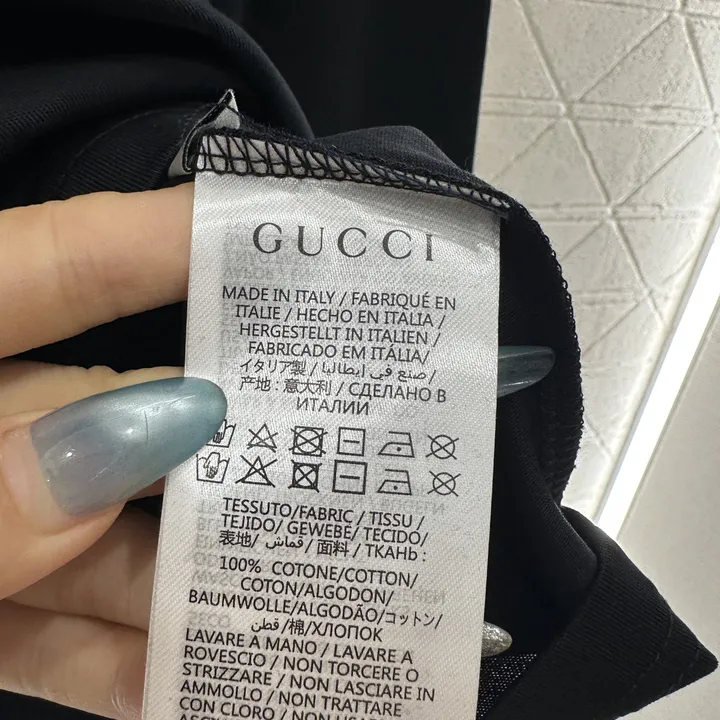 GUCCI
MADE IN ITALY / FABRIQUÉ EN
ITALIE / HECHO EN ITALIA /
HERGESTELLT IN ITALIEN /
FABRICADO EM ITÁLIA/
イタリア製 / صنع في ايطاليا /
产地: 意大利 / СДЕЛАНО В
ИТАЛИИ
TESSUTO/FABRIC / TISSU /
TEJIDO/ GEWEBE/ TECIDO/
表地/ قماش/ 面料 / ТКАНЬ :
100% COTONE/COTTON/
COTON/ALGODON/
BAUMWOLLE/ALGODÃO/コットン/
قطن/棉/ХЛОПОК
LAVARE A MANO / LAVARE A
ROVESCIO / NON TORCERE O
STRIZZARE / NON LASCIARE IN
AMMOLLO / NON TRATTARE
CON CLORO / NON